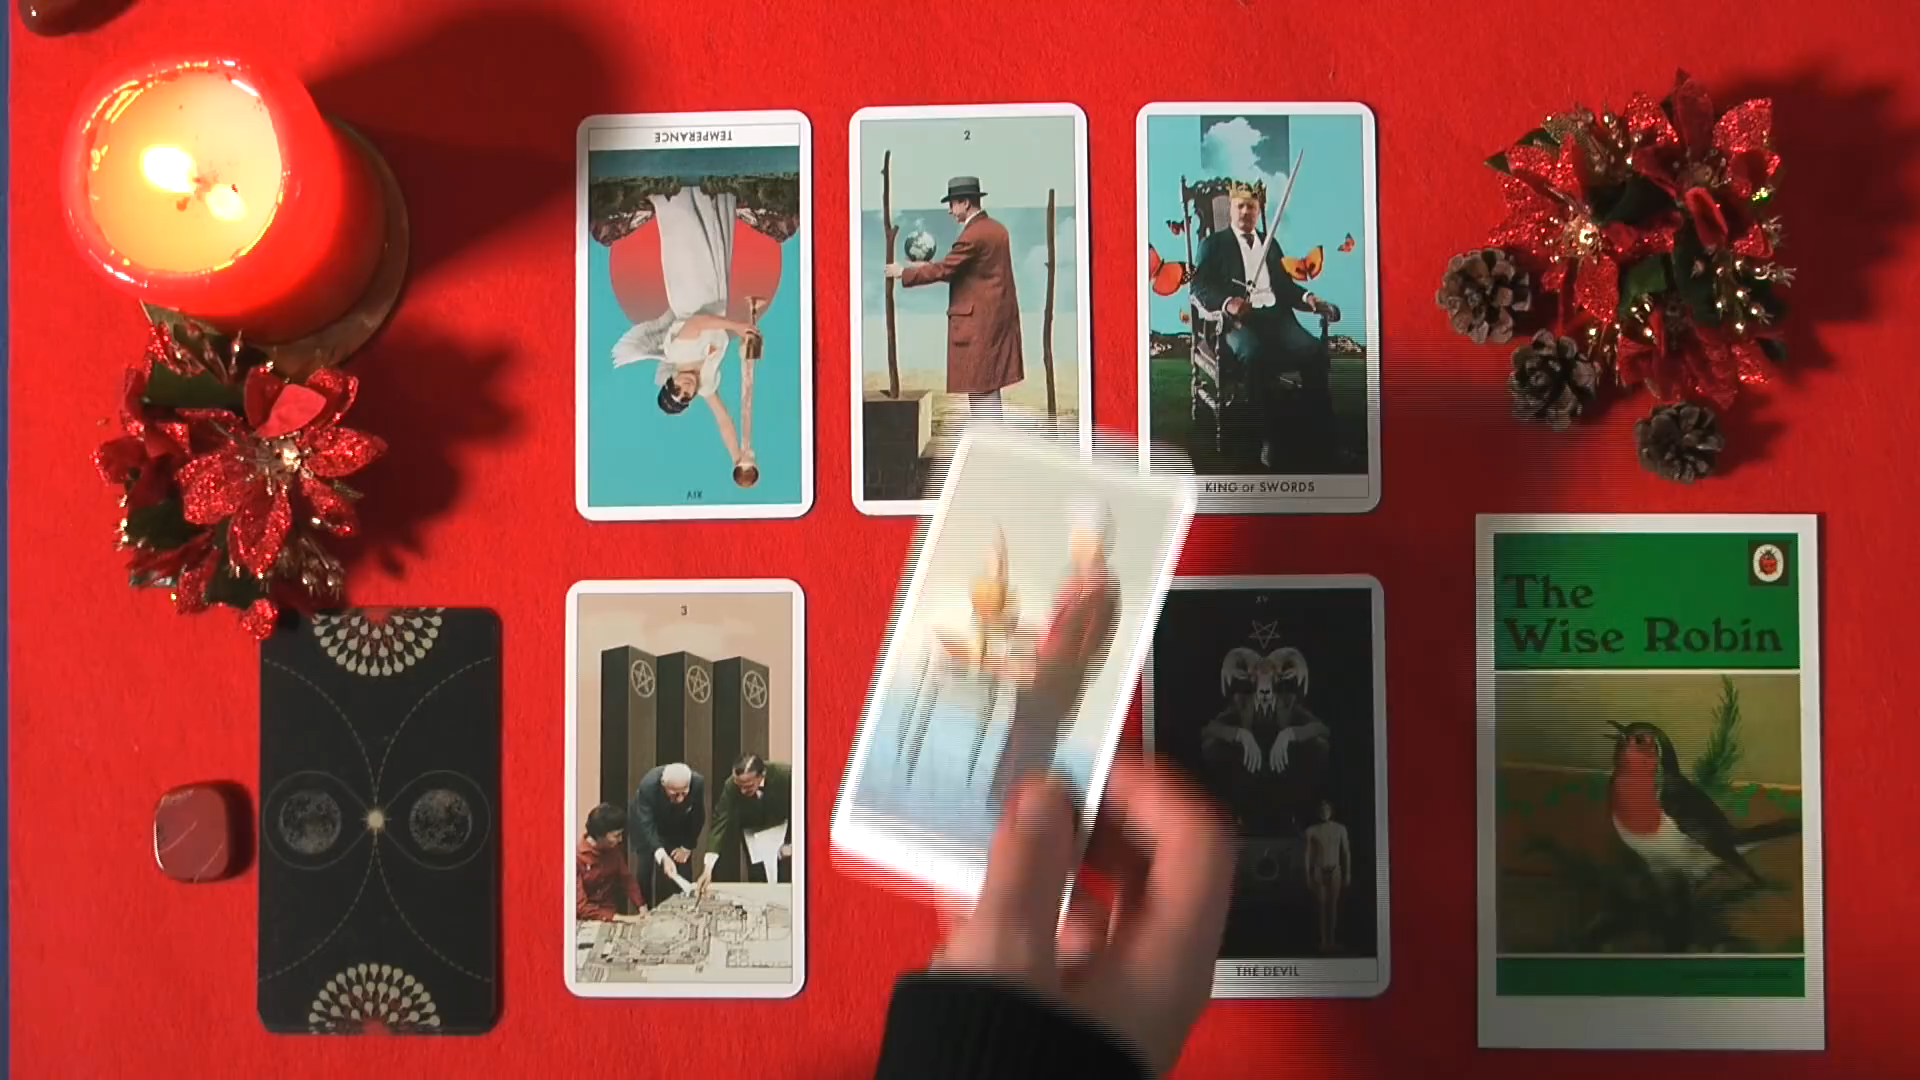 TEMPERANCE
XIV
2
KING OF SWORDS
3
XV
THE DEVIL
The
Wise Robin